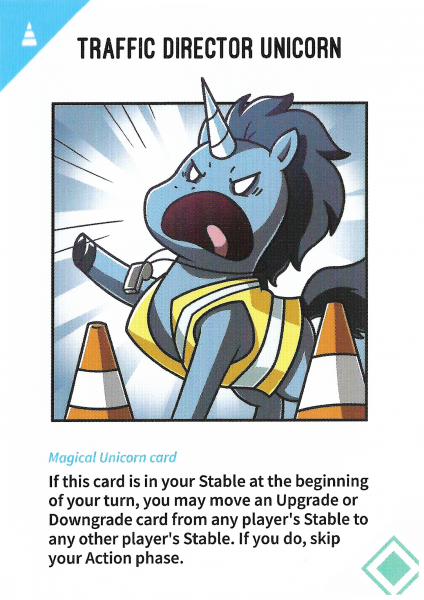 TRAFFIC DIRECTOR UNICORN
Magical Unicorn card
If this card is in your Stable at the beginning
of your turn, you may move an Upgrade or
Downgrade card from any player's Stable to
any other player's Stable. If you do, skip
your Action phase.